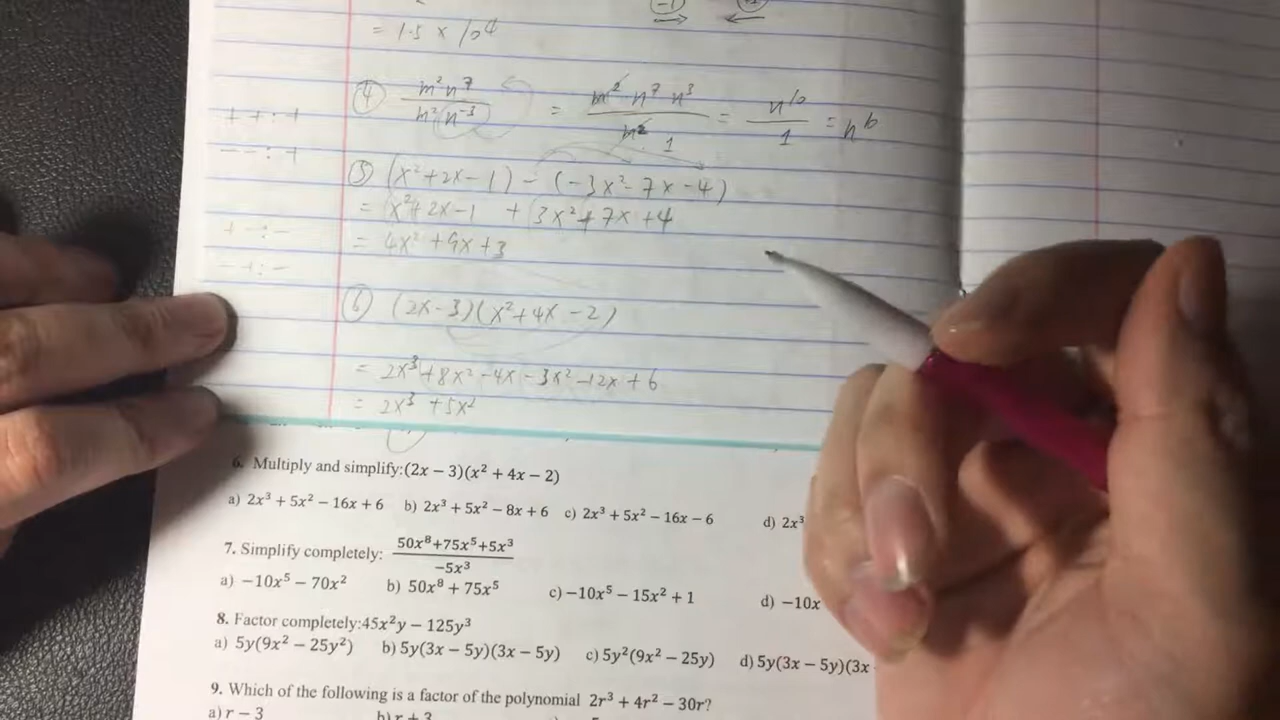 = 1.5 × 10⁴
④ m²n⁷ / m²n⁻³ = m²·n⁷ n³ / m²·1 = n¹⁰ / 1 = n¹⁰
+ + : +
- - : +
⑤ (x²+2x-1) - (-3x²-7x-4)
= x²+2x-1 + 3x²+7x+4
+ - : -
= 4x² + 9x + 3
- + : -
⑥ (2x-3)(x²+4x-2)
= 2x³+8x²-4x-3x²-12x+6
= 2x³ +5x²
6. Multiply and simplify:(2x − 3)(x² + 4x − 2)
a) 2x³ + 5x² − 16x + 6 b) 2x³ + 5x² − 8x + 6 c) 2x³ + 5x² − 16x − 6 d) 2x³
7. Simplify completely: 50x⁸+75x⁵+5x³ / −5x³
a) −10x⁵ − 70x² b) 50x⁸ + 75x⁵ c) −10x⁵ − 15x² + 1 d) −10x
8. Factor completely:45x²y − 125y³
a) 5y(9x² − 25y²) b) 5y(3x − 5y)(3x − 5y) c) 5y²(9x² − 25y) d) 5y(3x − 5y)(3x
9. Which of the following is a factor of the polynomial 2r³ + 4r² − 30r?
a) r − 3 b) r + 3